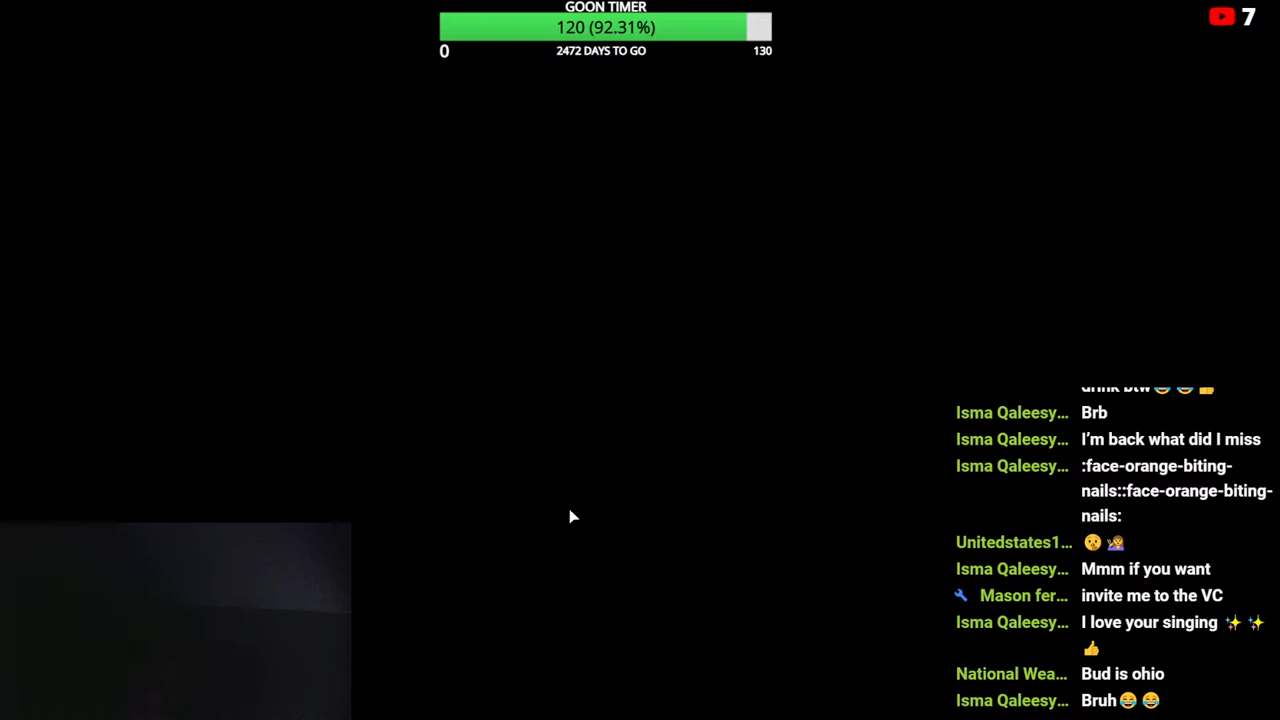 GOON TIMER
120 (92.31%)
0 2472 DAYS TO GO 130
7
drink btw😂 😂 👍
Isma Qaleesy… Brb
Isma Qaleesy… I’m back what did I miss
Isma Qaleesy… :face-orange-biting-
nails::face-orange-biting-
nails:
Unitedstates1… 🤫 🙋‍♀️
Isma Qaleesy… Mmm if you want
Mason fer… invite me to the VC
Isma Qaleesy… I love your singing ✨ ✨
👍
National Wea… Bud is ohio
Isma Qaleesy… Bruh😂 😂